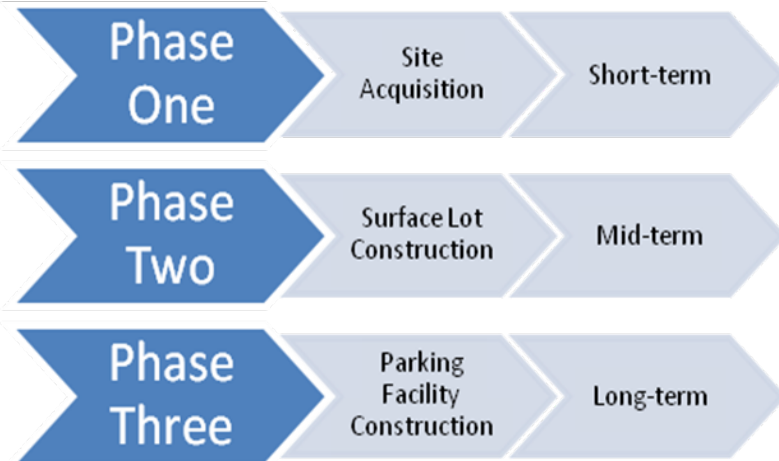 Phase
One
Site
Acquisition
Short-term
Phase
Two
Surface Lot
Construction
Mid-term
Phase
Three
Parking
Facility
Construction
Long-term